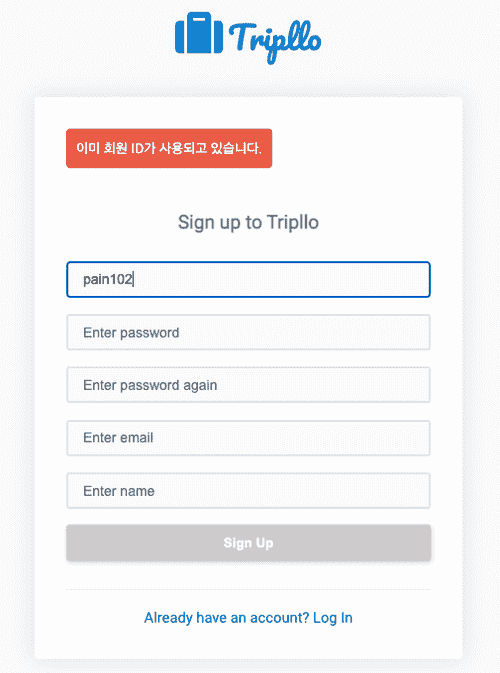 Tripllo
이미 회원 ID가 사용되고 있습니다.
Sign up to Tripllo
pain102
Enter password
Enter password again
Enter email
Enter name
Sign Up
Already have an account? Log In